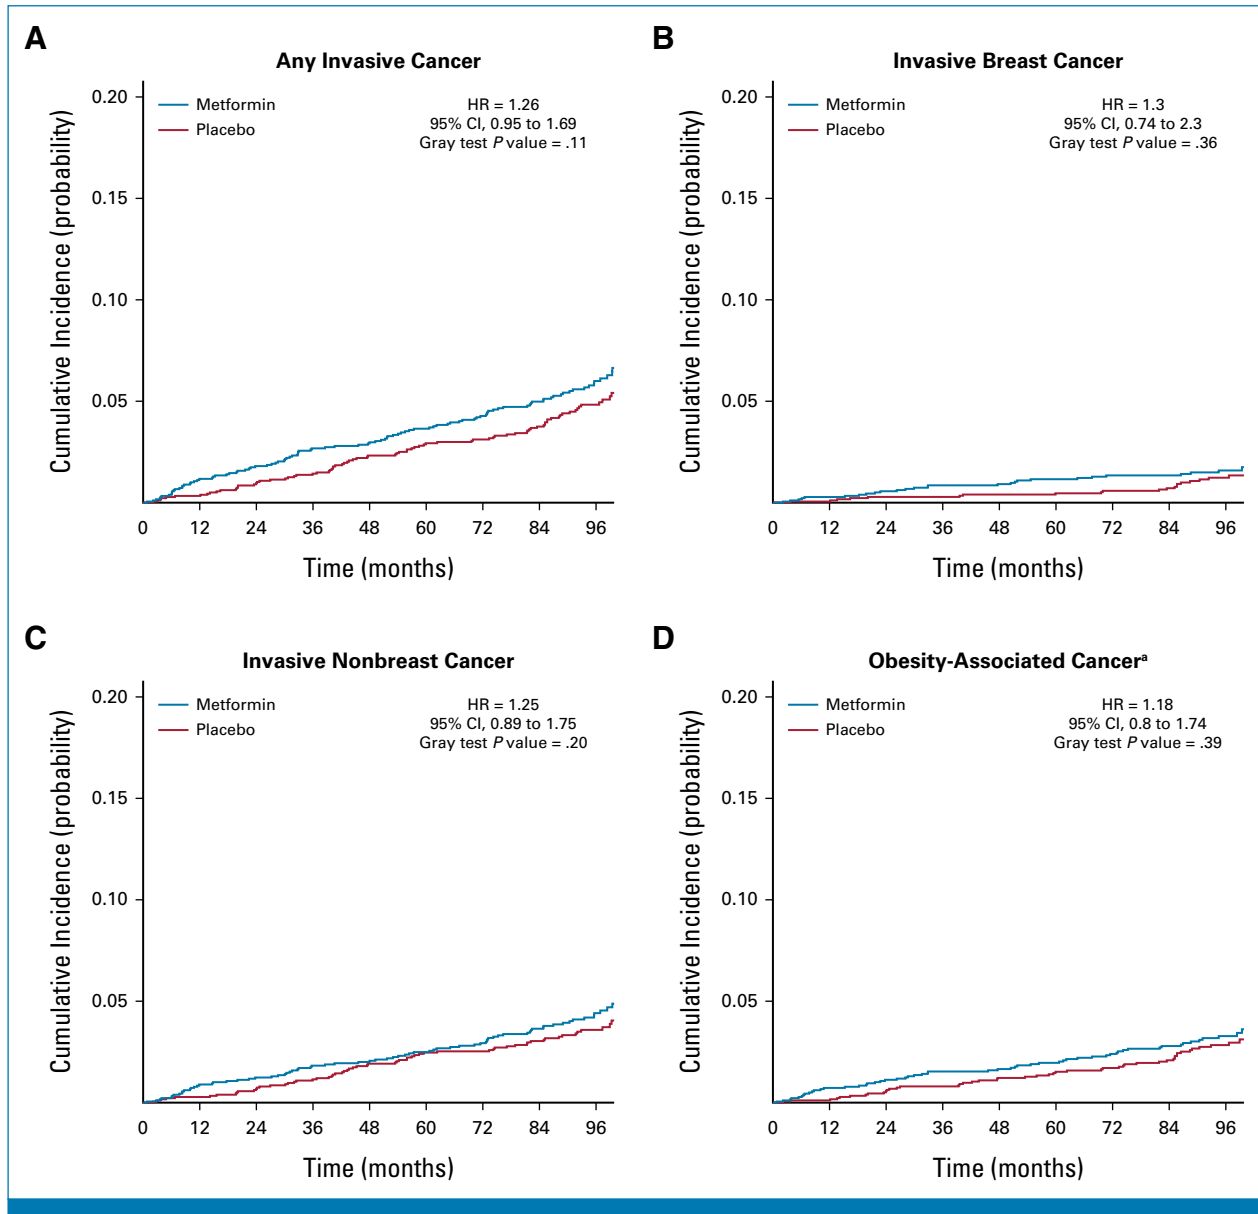 A
Any Invasive Cancer
Cumulative Incidence (probability)
0.20
0.15
0.10
0.05
Metformin
Placebo
HR = 1.26
95% CI, 0.95 to 1.69
Gray test P value = .11
0 12 24 36 48 60 72 84 96
Time (months)
B
Invasive Breast Cancer
Cumulative Incidence (probability)
0.20
0.15
0.10
0.05
Metformin
Placebo
HR = 1.3
95% CI, 0.74 to 2.3
Gray test P value = .36
0 12 24 36 48 60 72 84 96
Time (months)
C
Invasive Nonbreast Cancer
Cumulative Incidence (probability)
0.20
0.15
0.10
0.05
Metformin
Placebo
HR = 1.25
95% CI, 0.89 to 1.75
Gray test P value = .20
0 12 24 36 48 60 72 84 96
Time (months)
D
Obesity-Associated Cancerᵃ
Cumulative Incidence (probability)
0.20
0.15
0.10
0.05
Metformin
Placebo
HR = 1.18
95% CI, 0.8 to 1.74
Gray test P value = .39
0 12 24 36 48 60 72 84 96
Time (months)